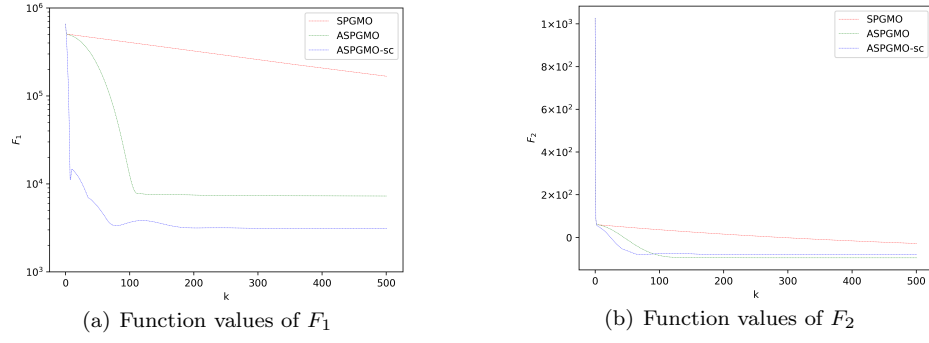 10^6
10^5
10^4
10^3
F_1
0 100 200 300 400 500
k
SPGMO
ASPGMO
ASPGMO-sc
(a) Function values of F_1
1×10^3
8×10^2
6×10^2
4×10^2
2×10^2
0
F_2
0 100 200 300 400 500
k
SPGMO
ASPGMO
ASPGMO-sc
(b) Function values of F_2